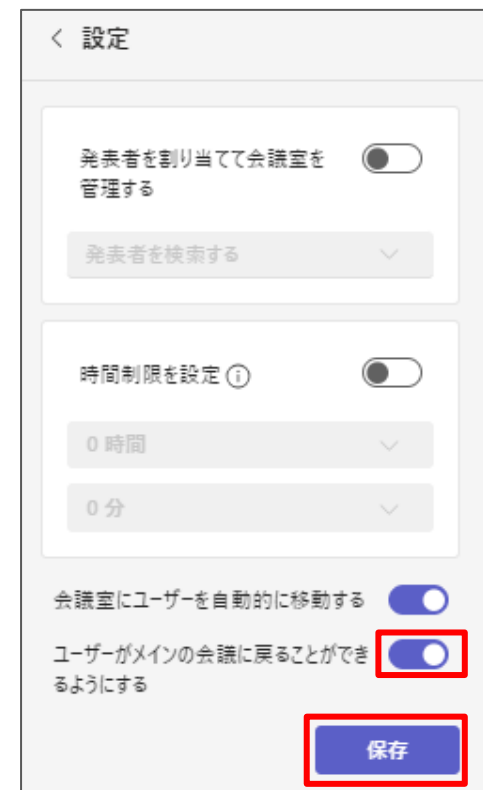 設定
発表者を割り当てて会議室を
管理する
発表者を検索する
時間制限を設定
0 時間
0 分
会議室にユーザーを自動的に移動する
ユーザーがメインの会議に戻ることができ
るようにする
保存